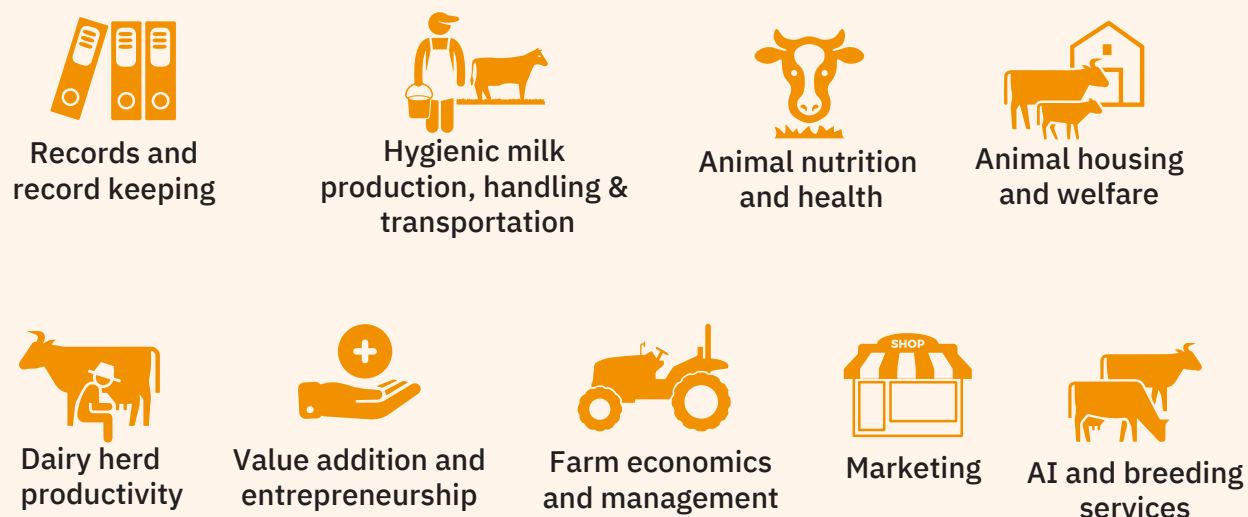 Records and
record keeping
Hygienic milk
production, handling &
transportation
Animal nutrition
and health
Animal housing
and welfare
Dairy herd
productivity
Value addition and
entrepreneurship
Farm economics
and management
SHOP
Marketing
AI and breeding
services